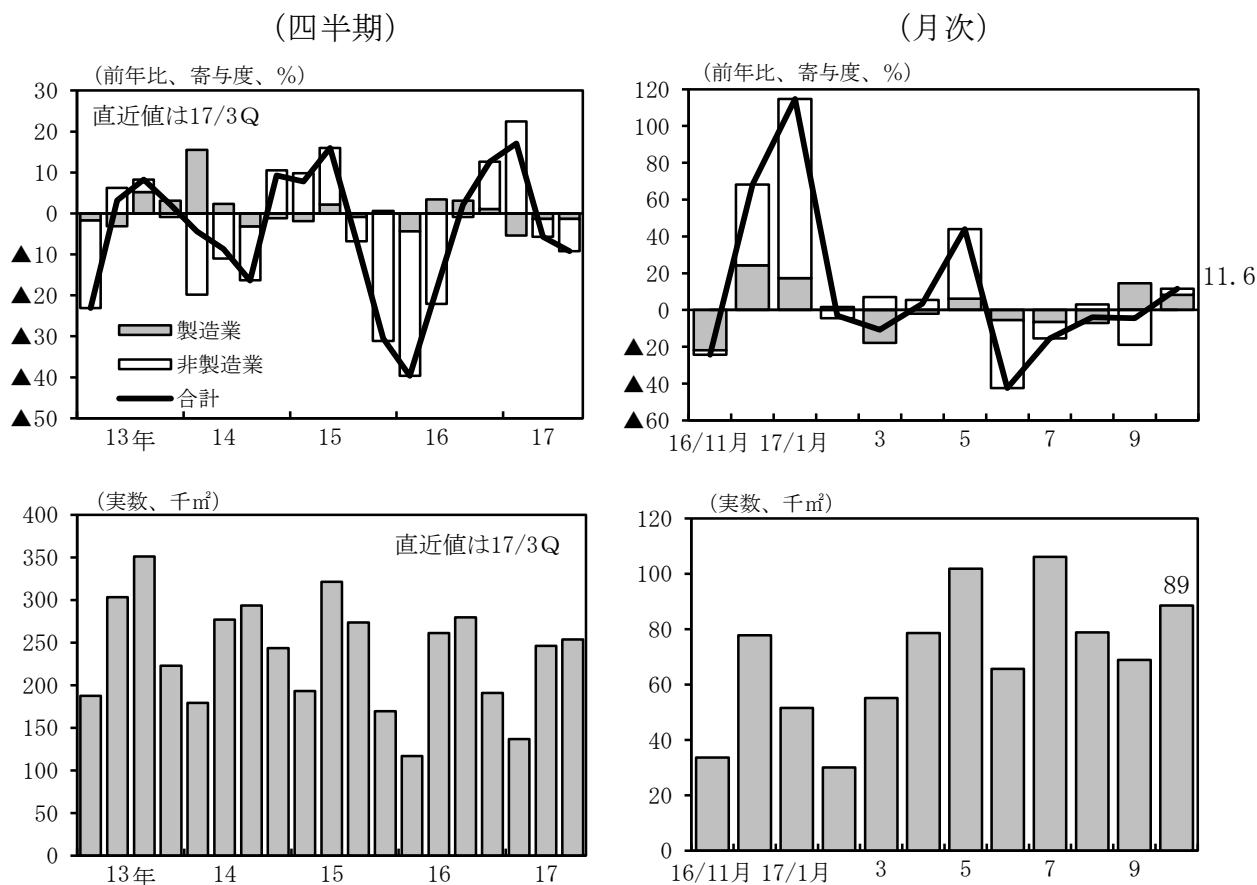 (四半期)
(前年比、寄与度、%)
30
20
10
0
▲10
▲20
▲30
▲40
▲50
直近値は17/3Q
製造業
非製造業
合計
13年 14 15 16 17
(月次)
(前年比、寄与度、%)
120
100
80
60
40
20
0
▲20
▲40
▲60
11.6
16/11月 17/1月 3 5 7 9
(実数、千㎡)
400
350
300
250
200
150
100
50
0
直近値は17/3Q
13年 14 15 16 17
(実数、千㎡)
120
100
80
60
40
20
0
89
16/11月 17/1月 3 5 7 9